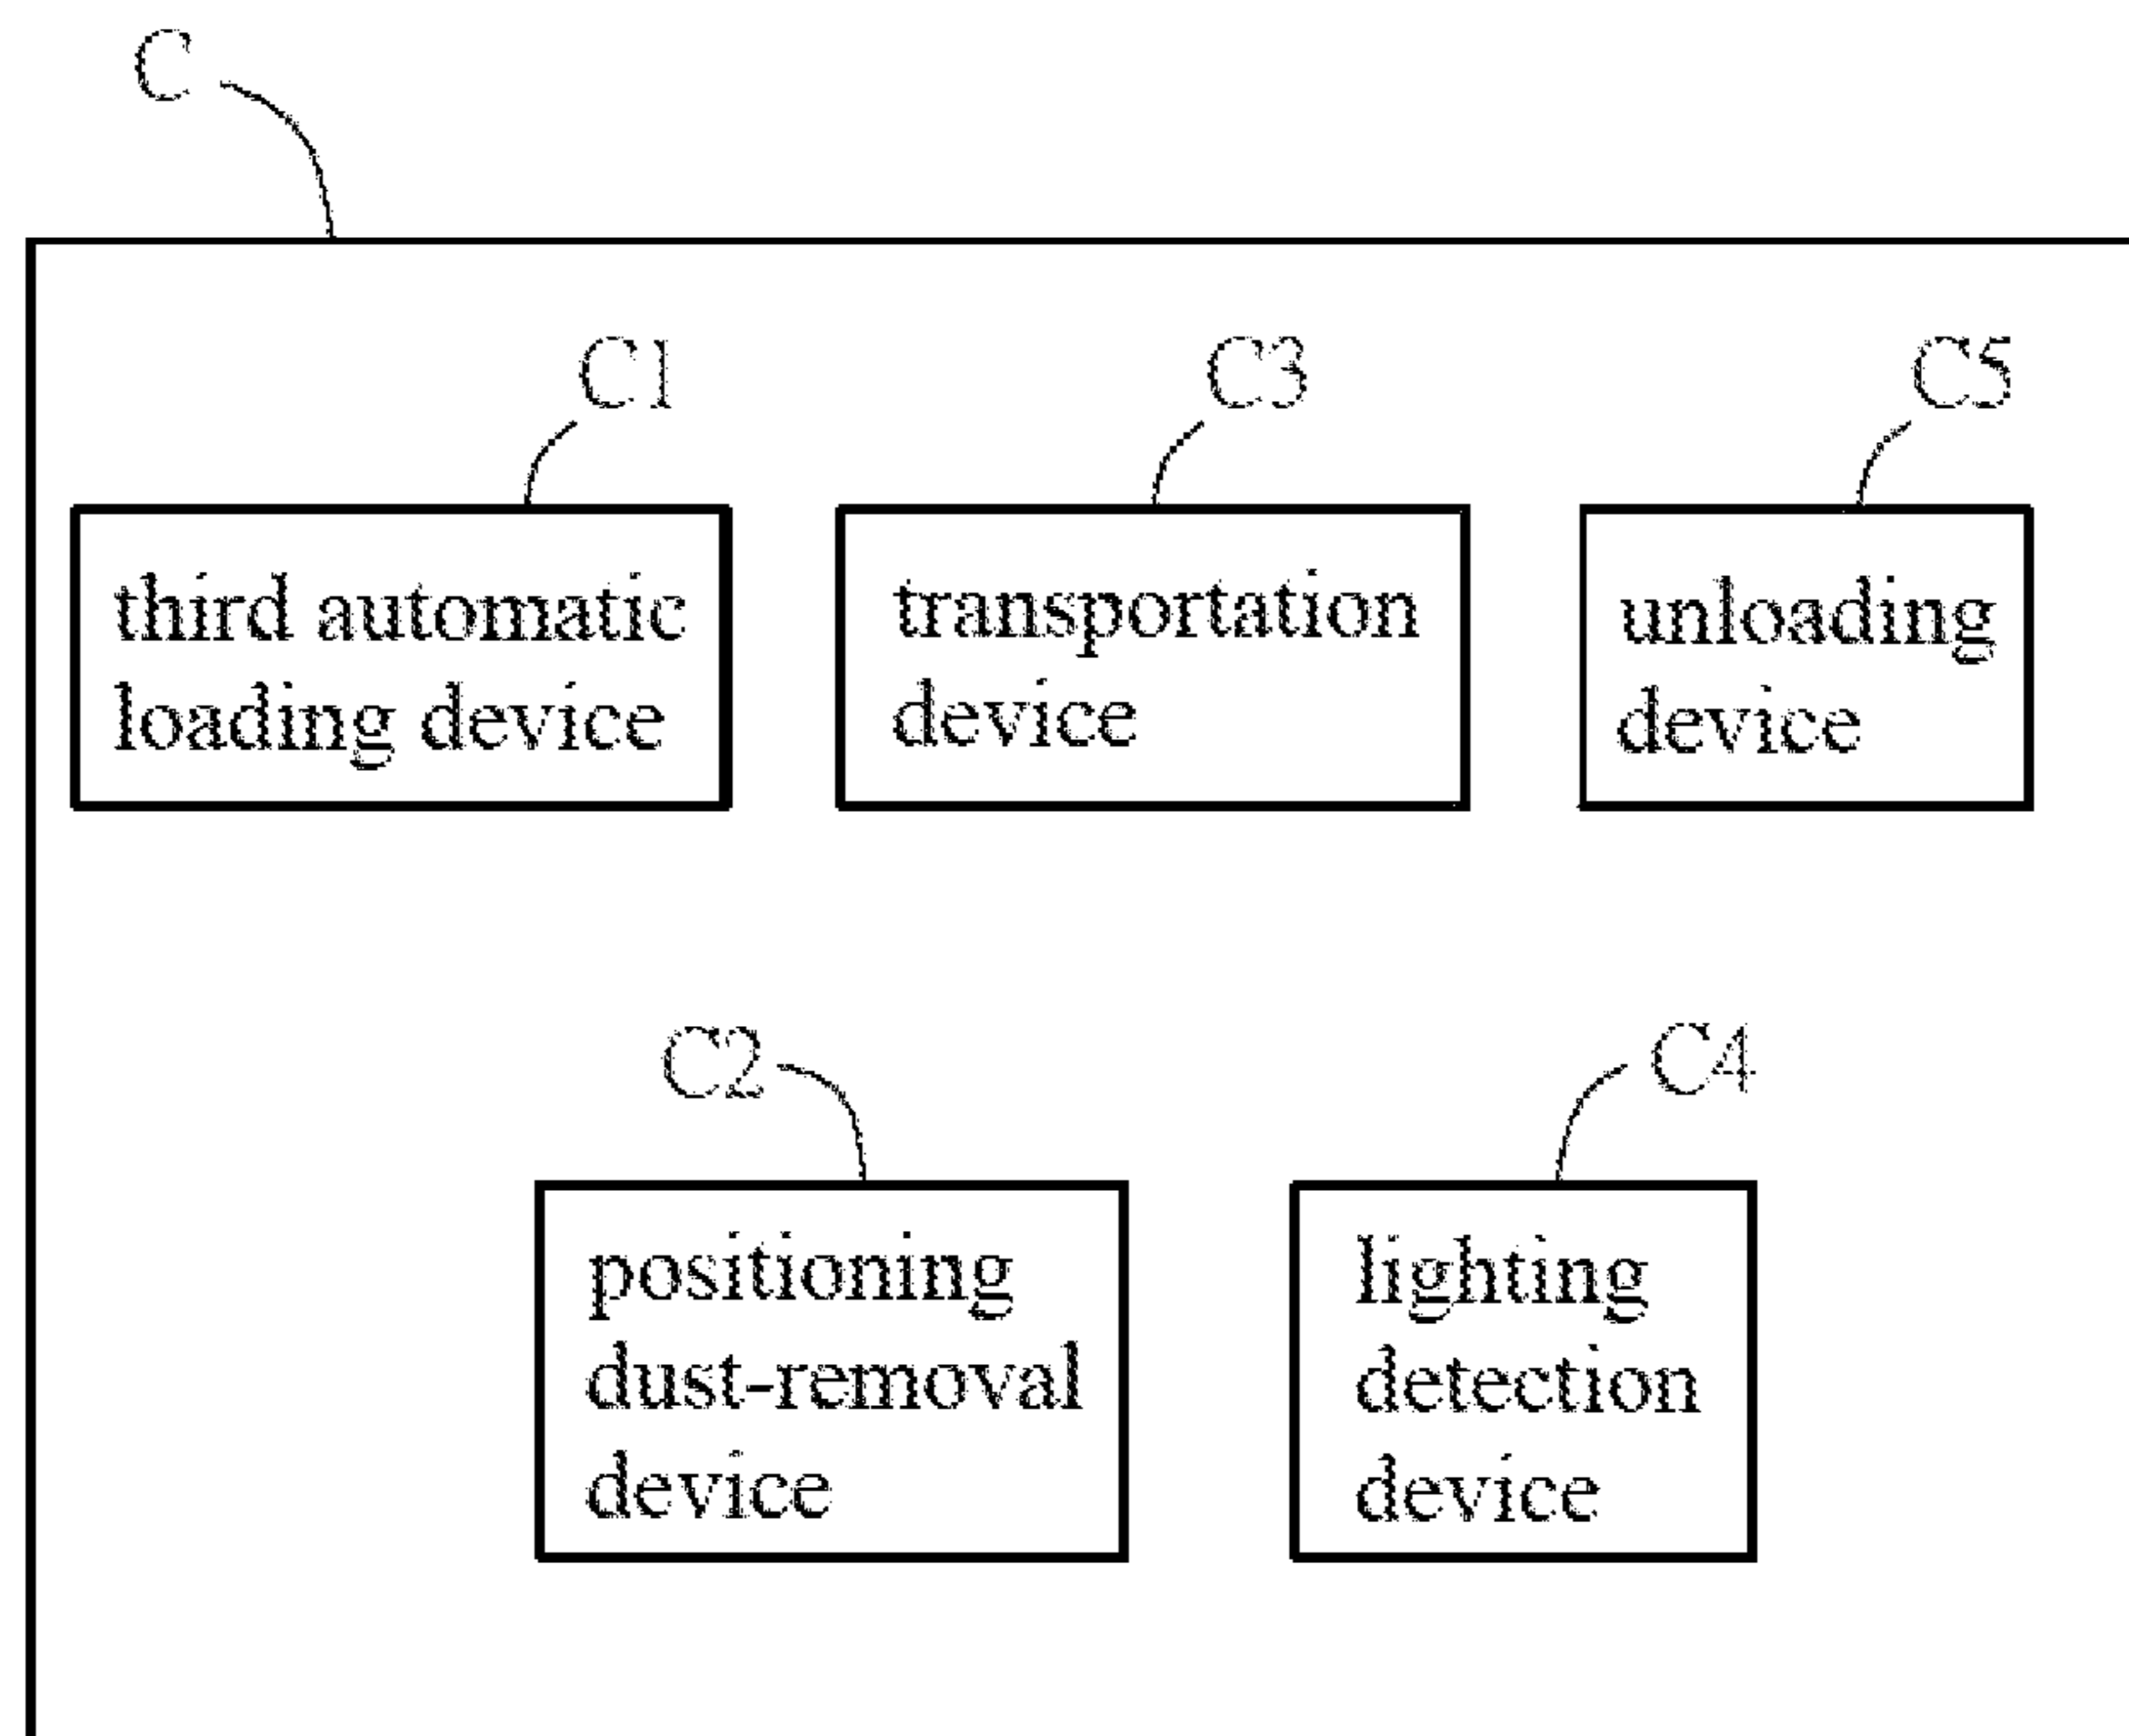 C
C1
C3
C5
third automatic
loading device
transportation
device
unloading
device
C2
C4
positioning
dust-removal
device
lighting
detection
device